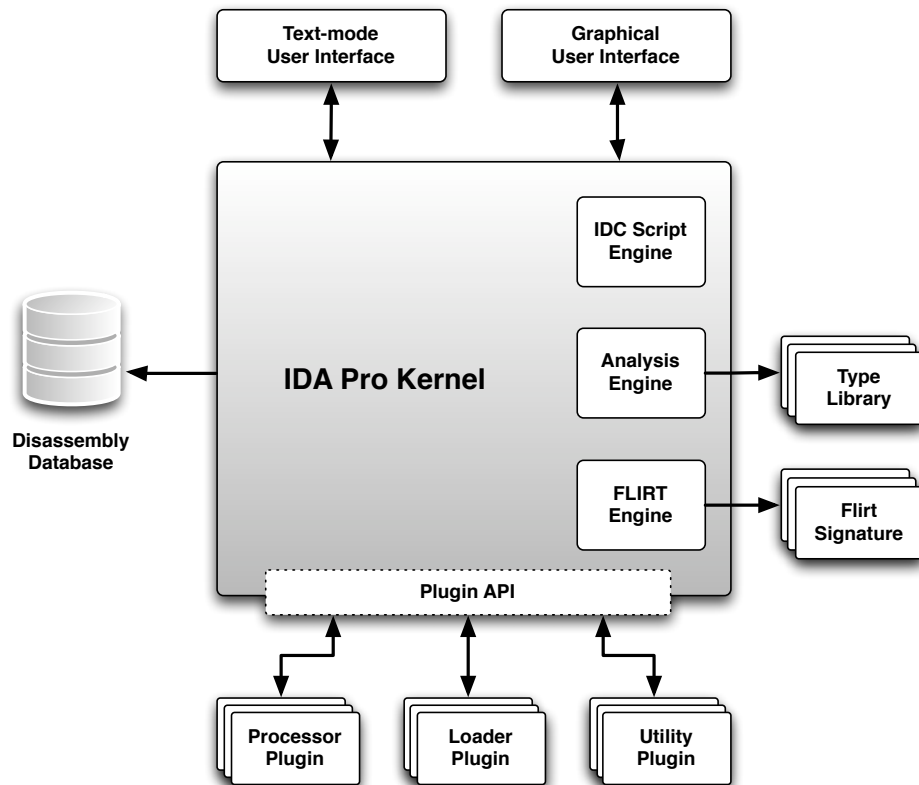 Text-mode
User Interface
Graphical
User Interface
IDC Script
Engine
IDA Pro Kernel
Analysis
Engine
Type
Library
Disassembly
Database
FLIRT
Engine
Flirt
Signature
Plugin API
Processor
Plugin
Loader
Plugin
Utility
Plugin